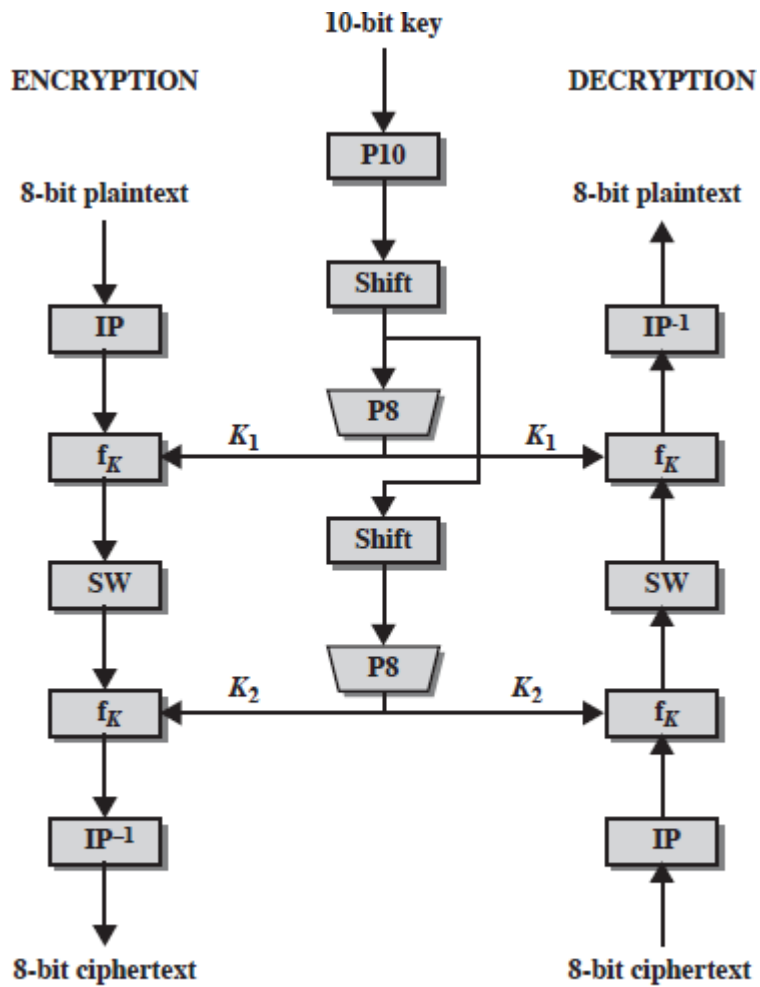 10-bit key
ENCRYPTION
DECRYPTION
P10
8-bit plaintext
8-bit plaintext
Shift
IP
IP-1
P8
K1
K1
fK
fK
Shift
SW
SW
P8
K2
K2
fK
fK
IP–1
IP
8-bit ciphertext
8-bit ciphertext